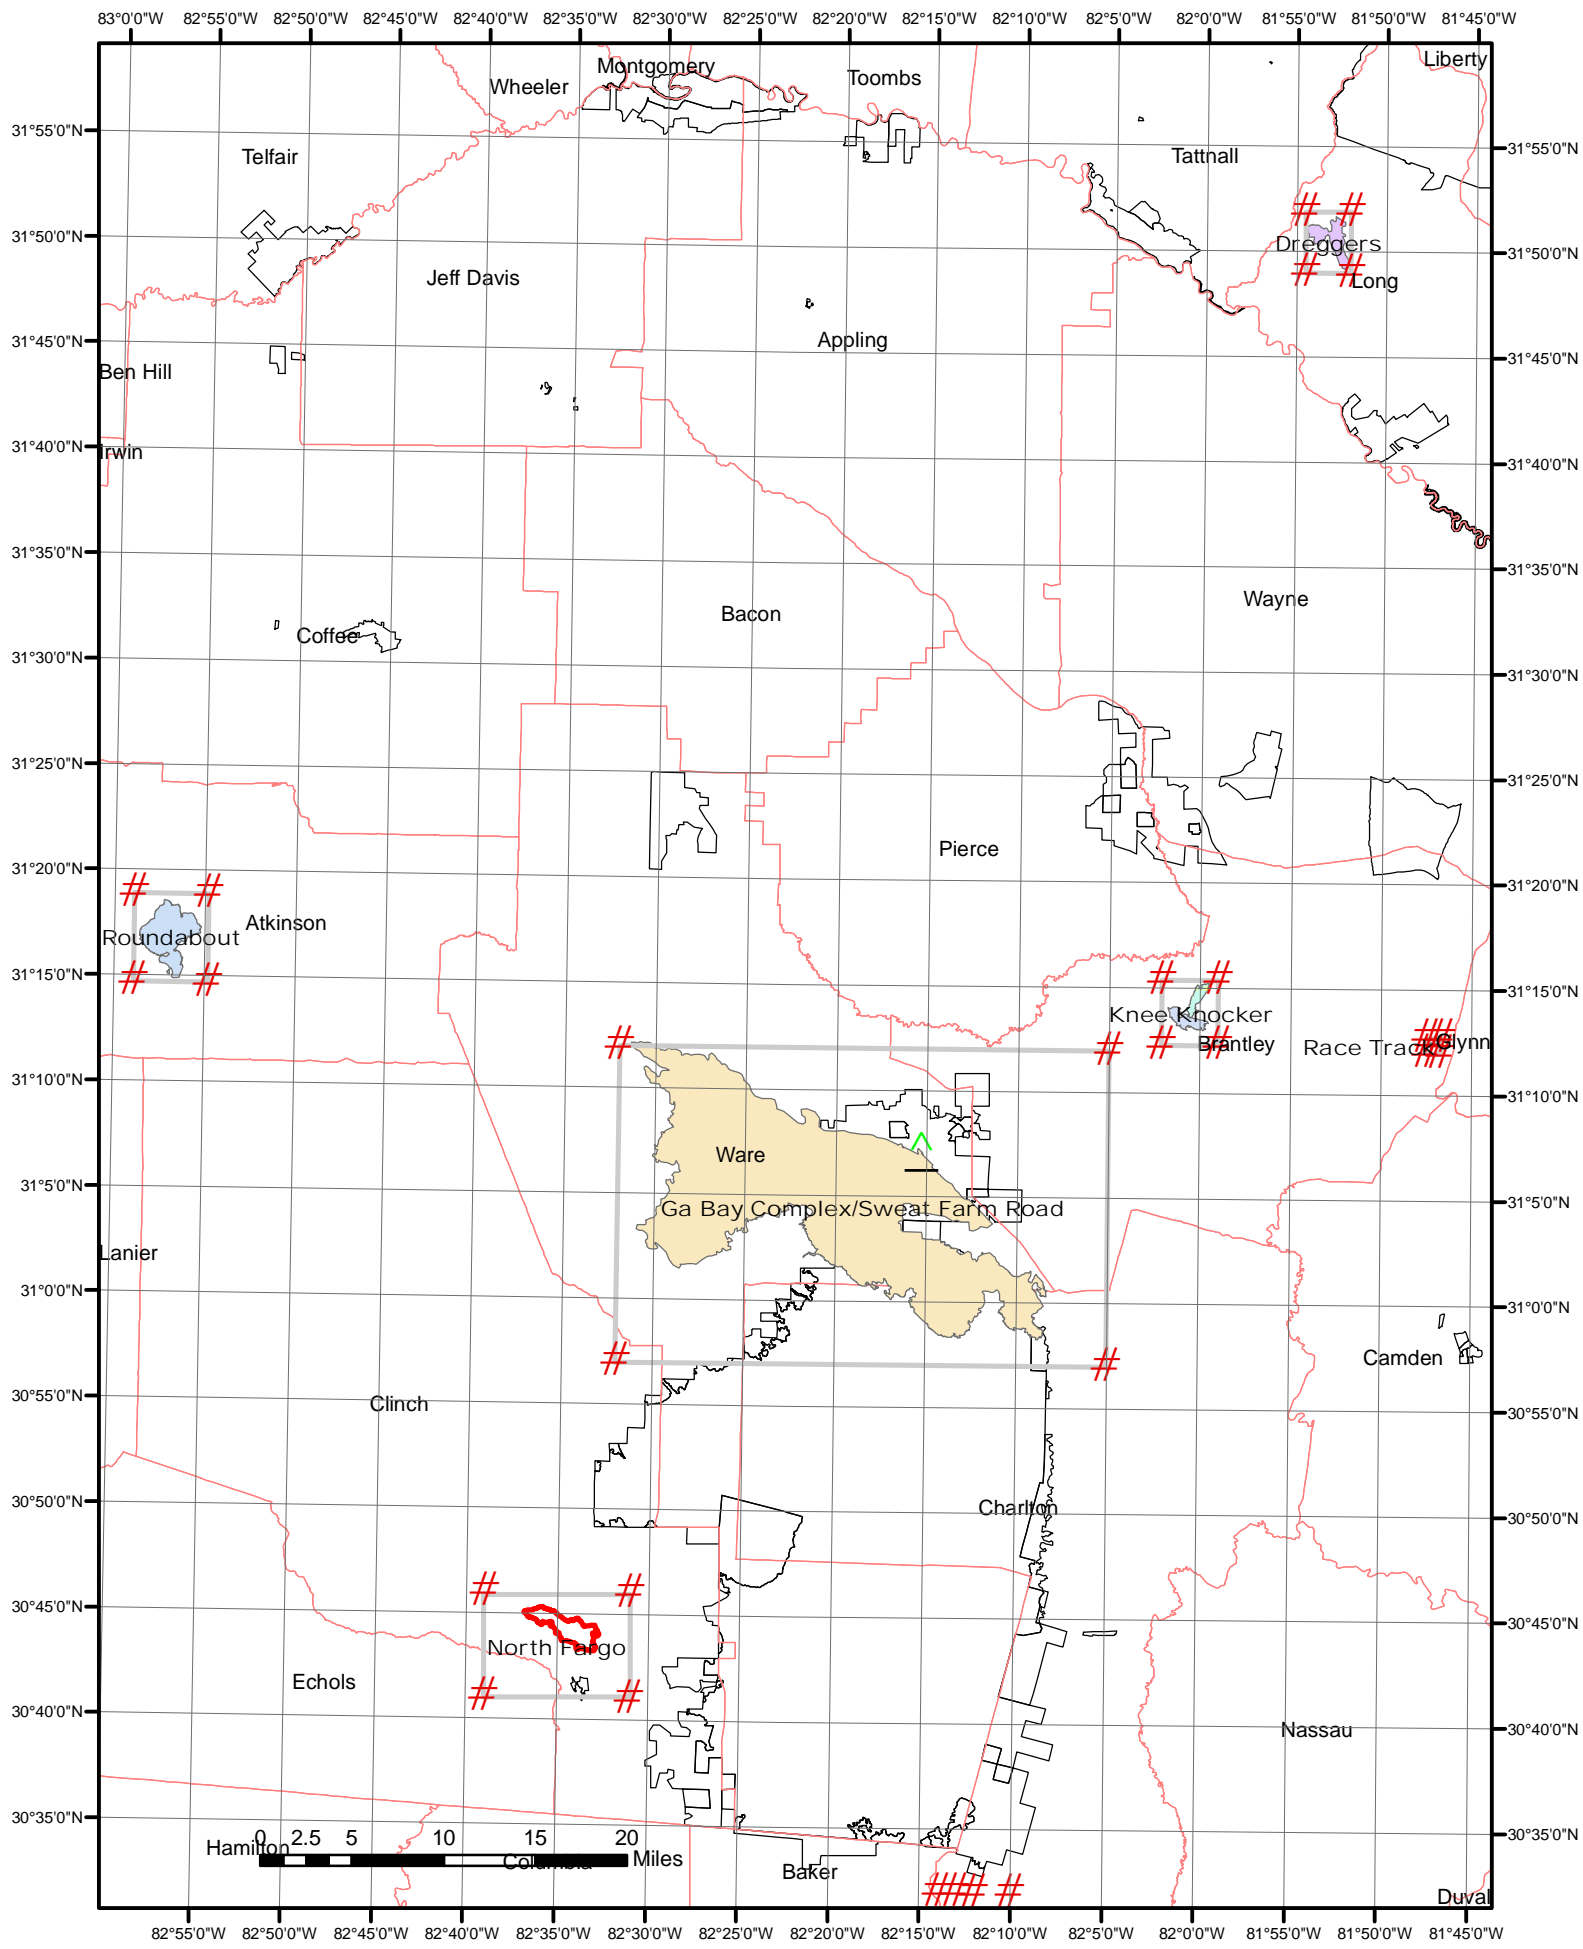 83°0'0"W 82°55'0"W 82°50'0"W 82°45'0"W 82°40'0"W 82°35'0"W 82°30'0"W 82°25'0"W 82°20'0"W 82°15'0"W 82°10'0"W 82°5'0"W 82°0'0"W 81°55'0"W 81°50'0"W 81°45'0"W
Liberty
Montgomery
Toombs
Wheeler
31°55'0"N
31°55'0"N
Telfair
Tattnall
31°50'0"N
Dreggers
31°50'0"N
Jeff Davis
Long
31°45'0"N
Appling
31°45'0"N
Ben Hill
31°40'0"N
Irwin
31°40'0"N
31°35'0"N
31°35'0"N
Wayne
Bacon
Coffee
31°30'0"N
31°30'0"N
31°25'0"N
31°25'0"N
Pierce
31°20'0"N
31°20'0"N
Atkinson
Roundabout
31°15'0"N
31°15'0"N
Knee Knocker
Brantley
Race Track
Glynn
31°10'0"N
31°10'0"N
Ware
31°5'0"N
31°5'0"N
Ga Bay Complex/Sweat Farm Road
Lanier
31°0'0"N
31°0'0"N
Camden
30°55'0"N
30°55'0"N
Clinch
30°50'0"N
Charlton
30°50'0"N
30°45'0"N
30°45'0"N
North Fargo
Echols
30°40'0"N
30°40'0"N
Nassau
30°35'0"N
30°35'0"N
0 2.5 5 10 15 20
Hamilton
Miles
Columbia
Baker
Duval
82°55'0"W 82°50'0"W 82°45'0"W 82°40'0"W 82°35'0"W 82°30'0"W 82°25'0"W 82°20'0"W 82°15'0"W 82°10'0"W 82°5'0"W 82°0'0"W 81°55'0"W 81°50'0"W 81°45'0"W